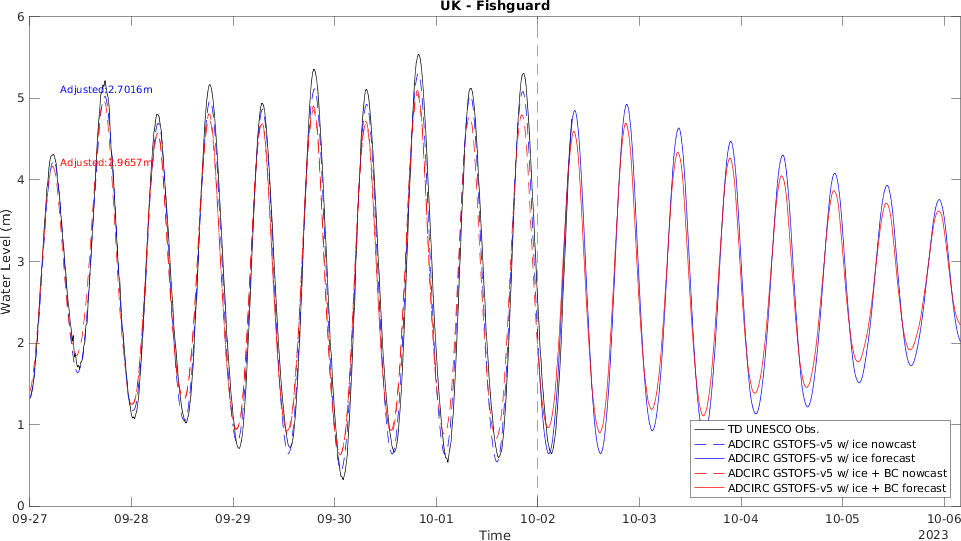 UK - Fishguard
6
5
4
3
2
1
0
Water Level (m)
Adjusted:2.7016m
Adjusted:2.9657m
TD UNESCO Obs.
ADCIRC GSTOFS-v5 w/ ice nowcast
ADCIRC GSTOFS-v5 w/ ice forecast
ADCIRC GSTOFS-v5 w/ ice + BC nowcast
ADCIRC GSTOFS-v5 w/ ice + BC forecast
09-27 09-28 09-29 09-30 10-01 10-02 10-03 10-04 10-05 10-06
Time
2023